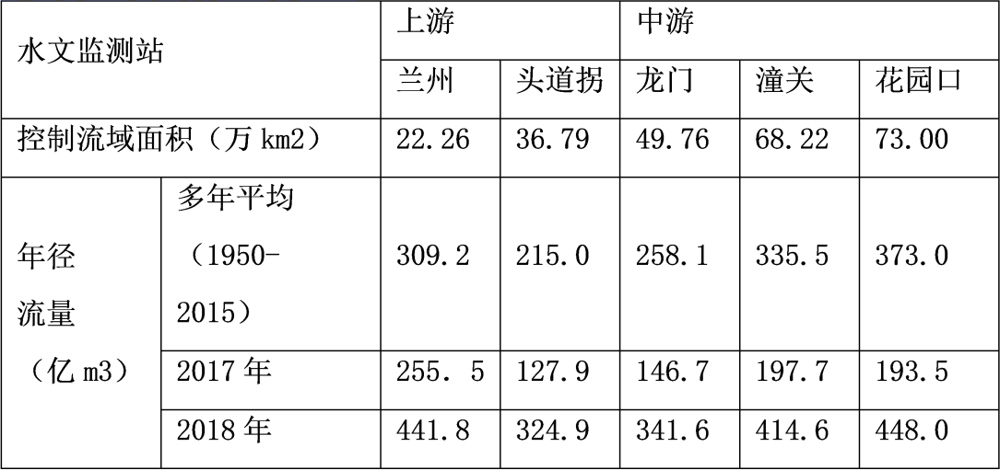 水文监测站 上游 中游
兰州 头道拐 龙门 潼关 花园口
控制流域面积（万 km2） 22.26 36.79 49.76 68.22 73.00
年径
流量
（亿 m3）
多年平均
（1950-
2015）
309.2 215.0 258.1 335.5 373.0
2017 年 255. 5 127.9 146.7 197.7 193.5
2018 年 441.8 324.9 341.6 414.6 448.0